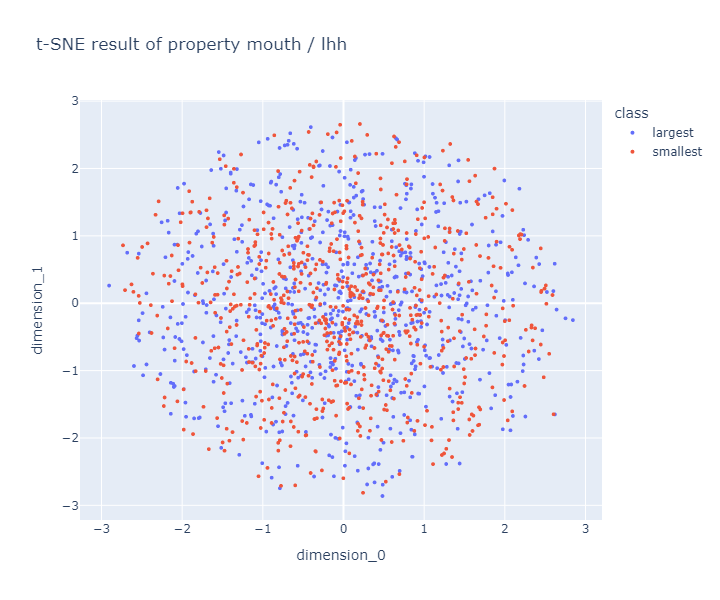 t-SNE result of property mouth / lhh
class
largest
smallest
3
2
1
0
−1
−2
−3
dimension_1
−3
−2
−1
0
1
2
3
dimension_0